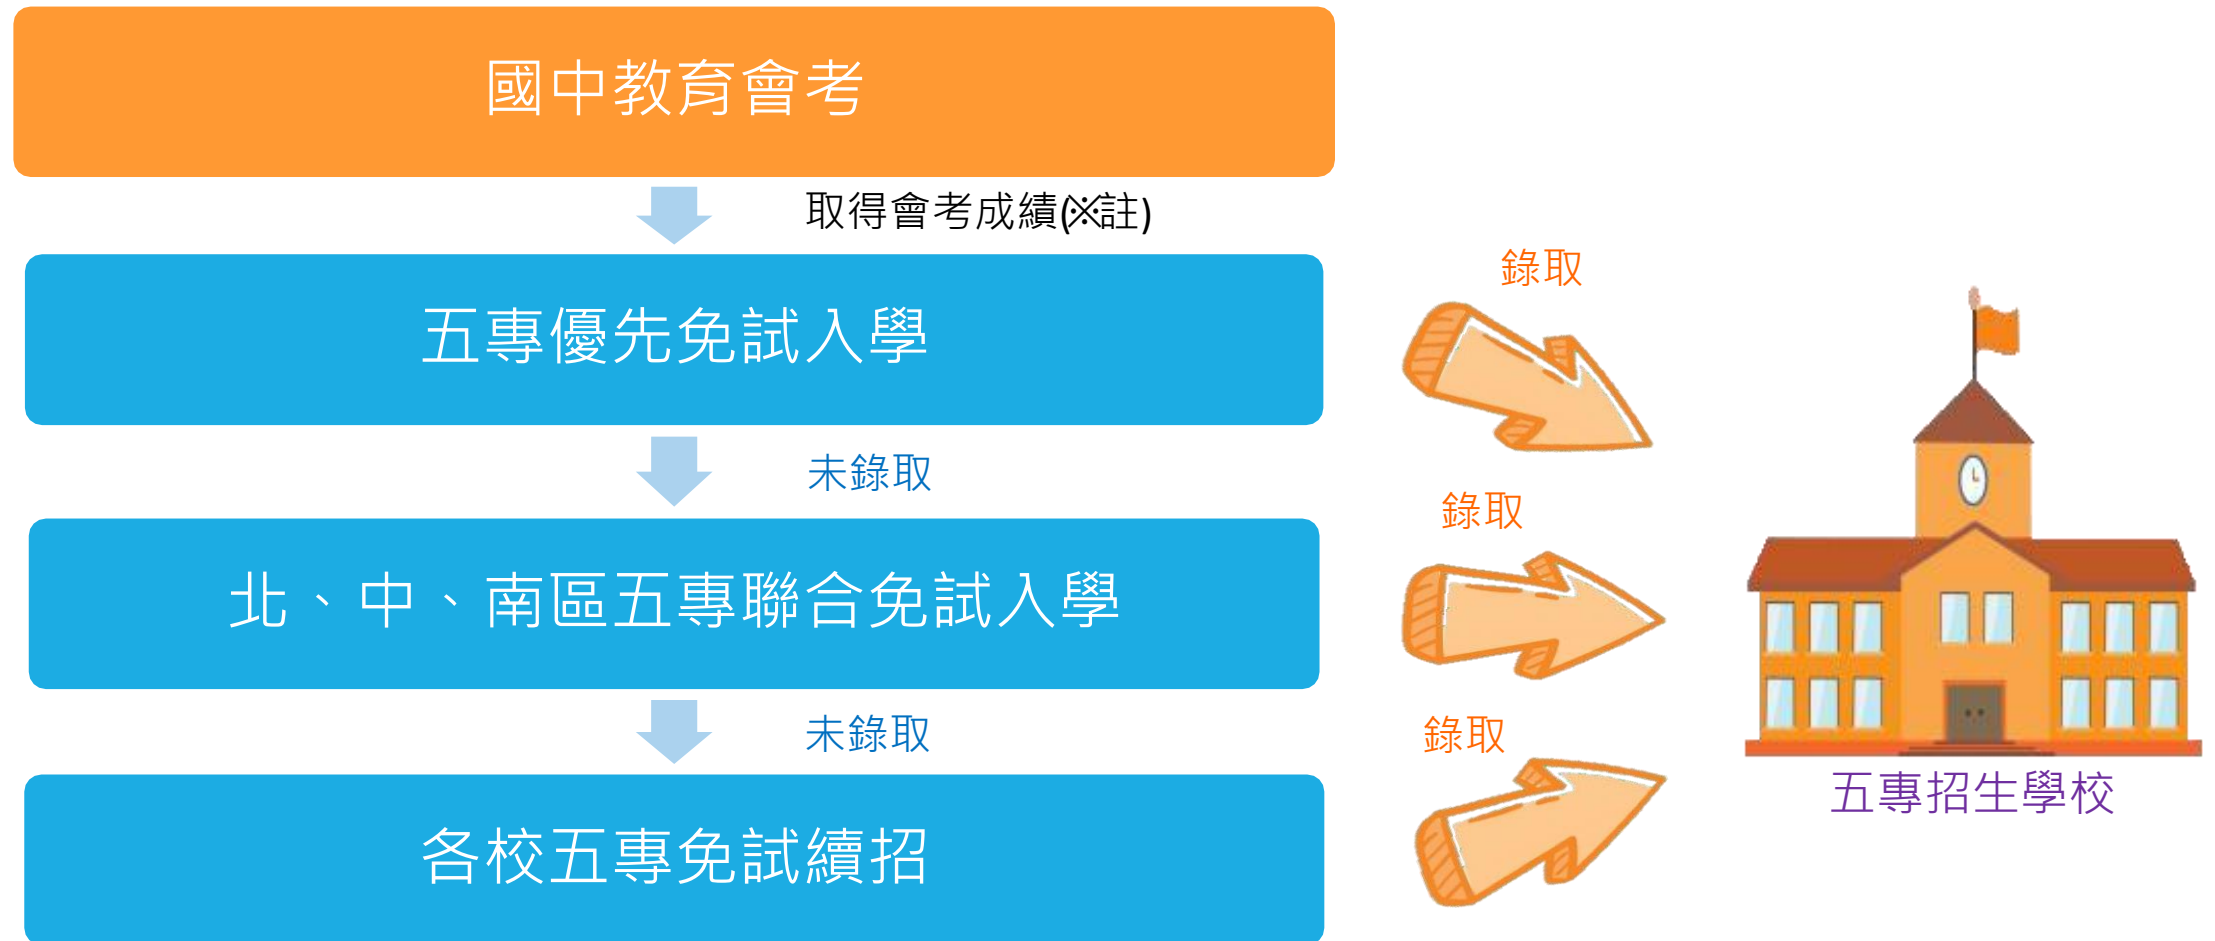 國中教育會考
取得會考成績(※註)
錄取
五專優先免試入學
未錄取
錄取
北、中、南區五專聯合免試入學
未錄取
錄取
五專招生學校
各校五專免試續招